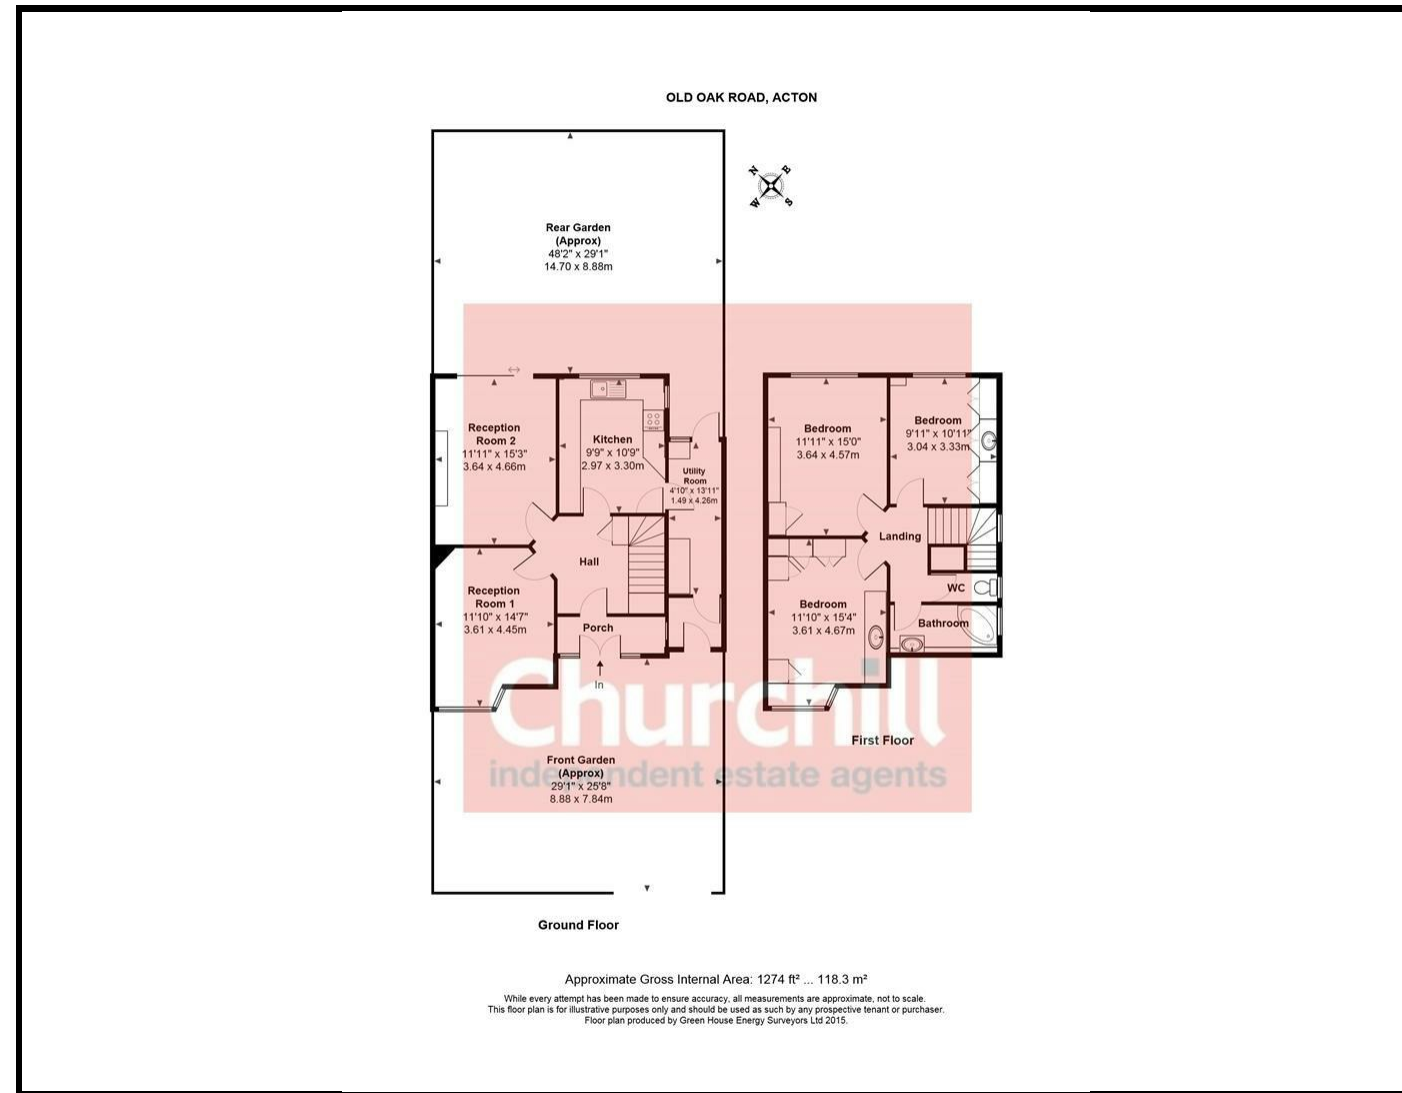 OLD OAK ROAD, ACTON
N
E
W
S
Rear Garden
(Approx)
48'2" x 29'1"
14.70 x 8.88m
Reception
Room 2
11'11" x 15'3"
3.64 x 4.66m
Kitchen
9'9" x 10'9"
2.97 x 3.30m
Utility
Room
4'10" x 13'11"
1.49 x 4.26m
Hall
Reception
Room 1
11'10" x 14'7"
3.61 x 4.45m
Porch
In
Front Garden
(Approx)
29'1" x 25'8"
8.88 x 7.84m
Ground Floor
Bedroom
11'11" x 15'0"
3.64 x 4.57m
Bedroom
9'11" x 10'11"
3.04 x 3.33m
Landing
WC
Bedroom
11'10" x 15'4"
3.61 x 4.67m
Bathroom
First Floor
Churchill
independent estate agents
Approximate Gross Internal Area: 1274 ft² ... 118.3 m²
While every attempt has been made to ensure accuracy, all measurements are approximate, not to scale.
This floor plan is for illustrative purposes only and should be used as such by any prospective tenant or purchaser.
Floor plan produced by Green House Energy Surveyors Ltd 2015.